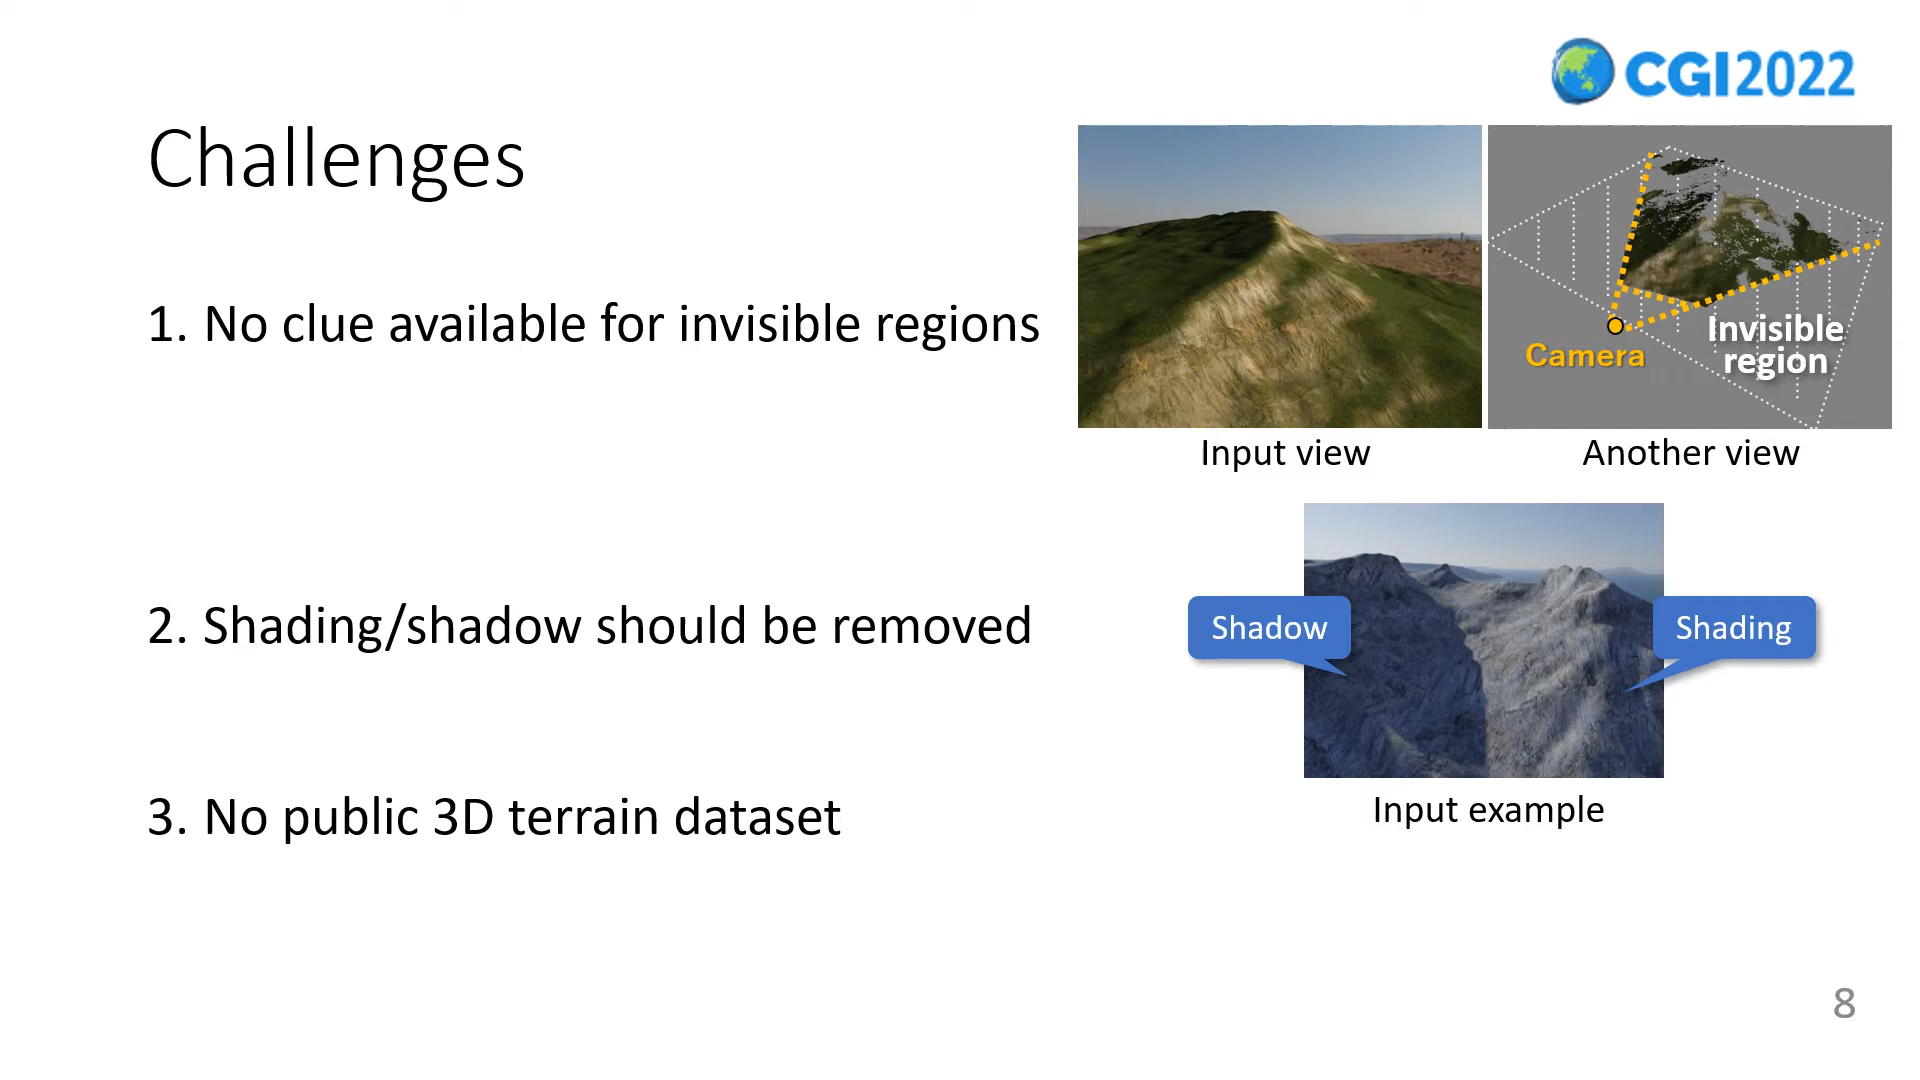 CGI2022
Challenges
1. No clue available for invisible regions
Camera
Invisible
region
Input view
Another view
2. Shading/shadow should be removed
Shadow
Shading
Input example
3. No public 3D terrain dataset
8